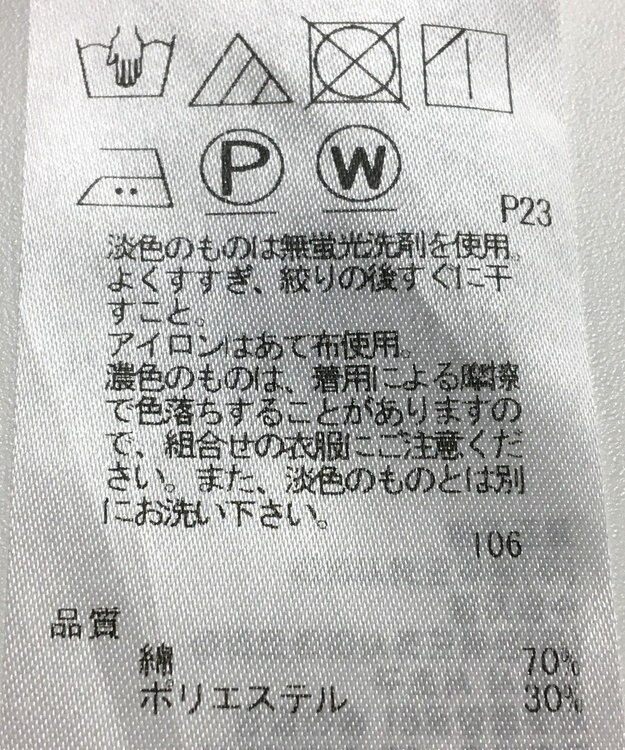 P W
P23
淡色のものは無蛍光洗剤を使用。
よくすすぎ、絞りの後すぐに干
すこと。
アイロンはあて布使用。
濃色のものは、着用による摩擦
で色落ちすることがありますの
で、組合せの衣服にご注意くだ
さい。また、淡色のものとは別
にお洗い下さい。
106
品質
綿 70%
ポリエステル 30%